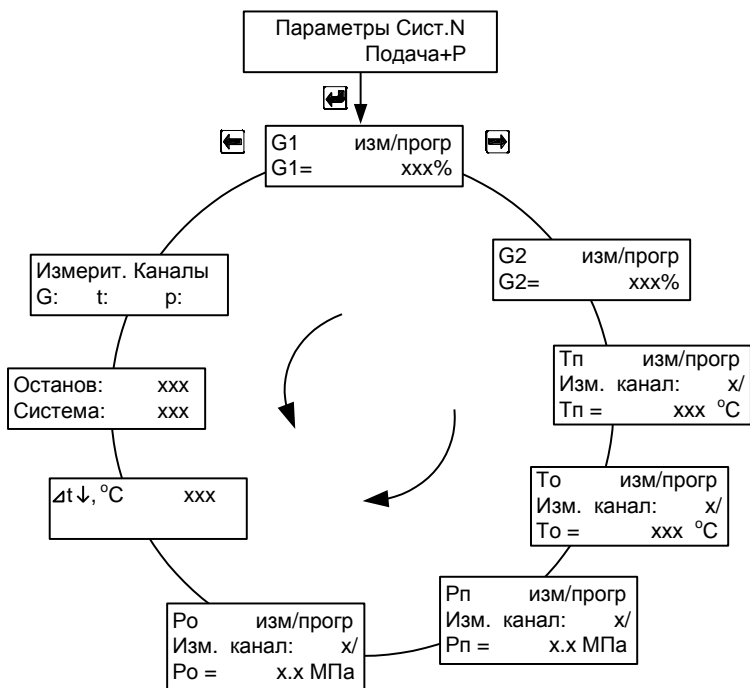 Параметры Сист.N
Подача+P
G1 изм/прогр
G1= xxx%
G2 изм/прогр
G2= xxx%
Тп изм/прогр
Изм. канал: x/
Тп = xxx °C
То изм/прогр
Изм. канал: x/
То = xxx °C
Рп изм/прогр
Изм. канал: x/
Рп = x.x МПа
Ро изм/прогр
Изм. канал: x/
Ро = x.x МПа
⊿t↓, °C xxx
Останов: xxx
Система: xxx
Измерит. Каналы
G: t: p: